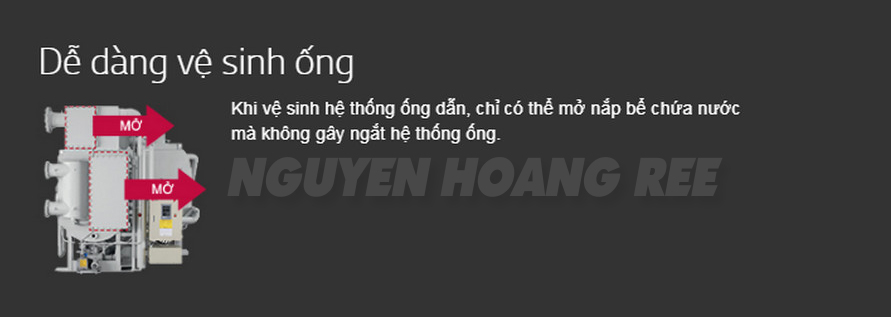 Dễ dàng vệ sinh ống
Khi vệ sinh hệ thống ống dẫn, chỉ có thể mở nắp bể chứa nước
mà không gây ngắt hệ thống ống.
MỞ
MỞ
NGUYEN HOANG REE